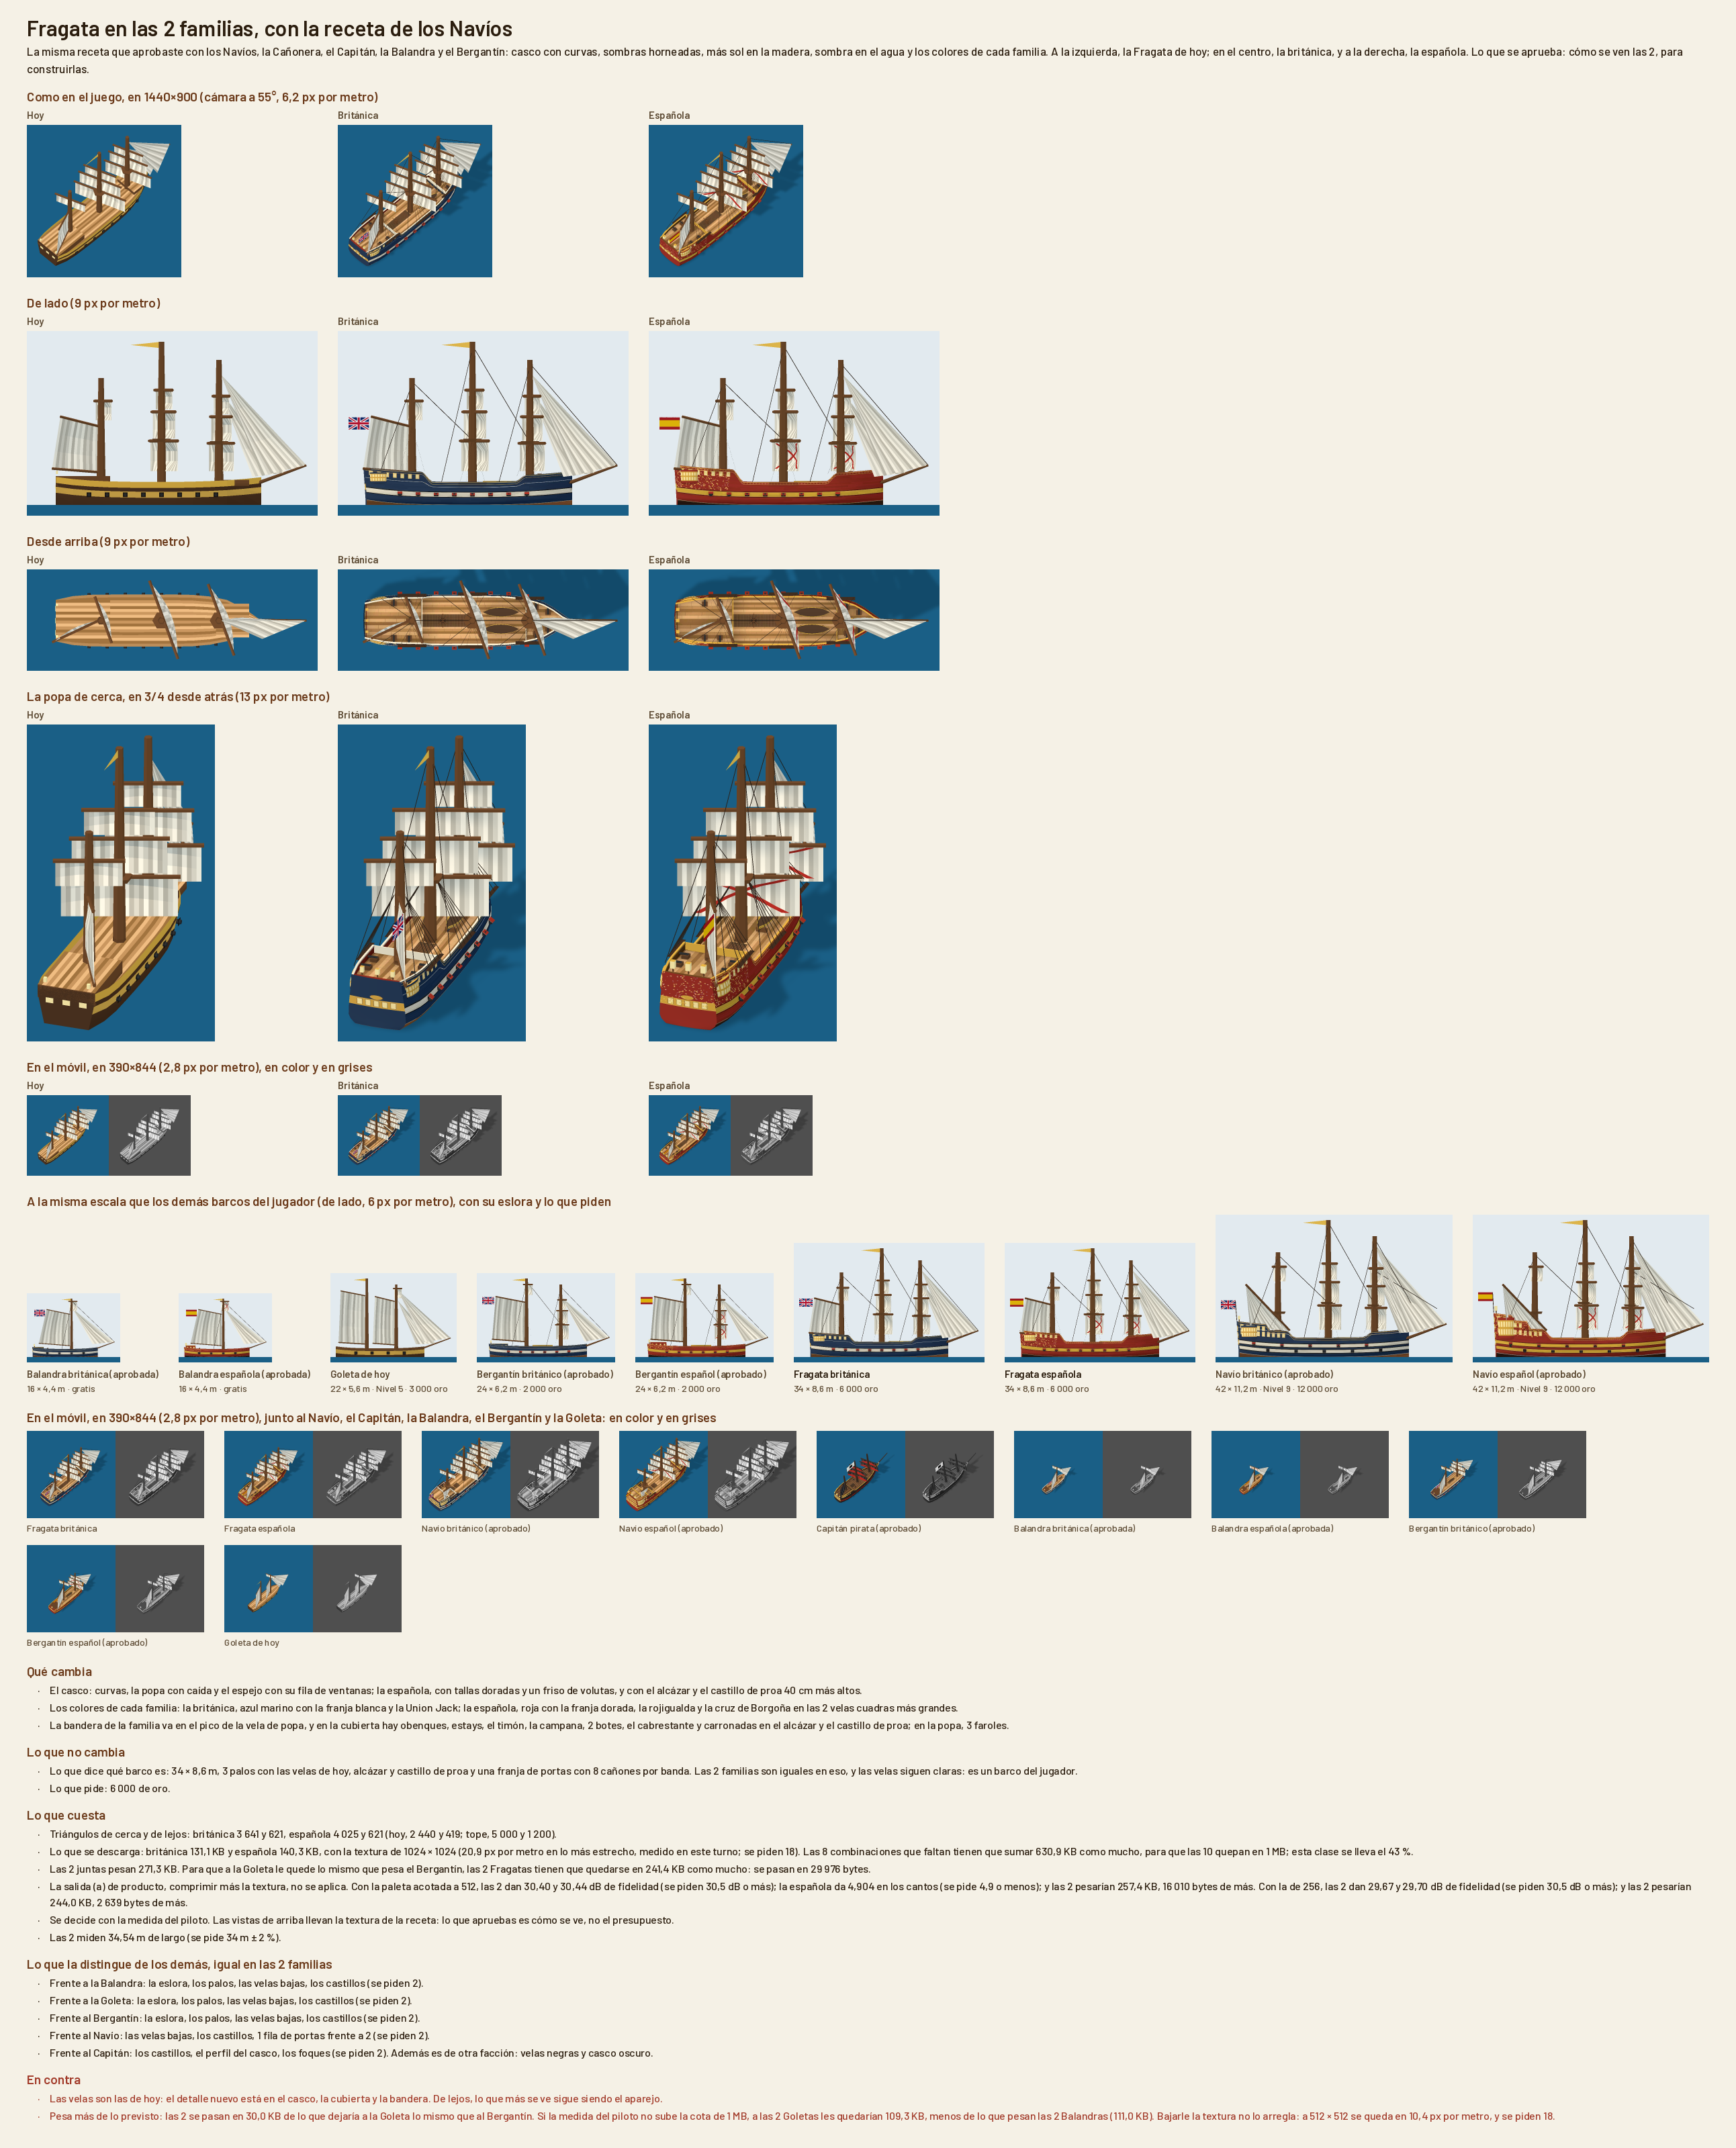 Fragata en las 2 familias, con la receta de los Navíos
La misma receta que aprobaste con los Navíos, la Cañonera, el Capitán, la Balandra y el Bergantín: casco con curvas, sombras horneadas, más sol en la madera, sombra en el agua y los colores de cada familia. A la izquierda, la Fragata de hoy; en el centro, la británica, y a la derecha, la española. Lo que se aprueba: cómo se ven las 2, para
construirlas.
Como en el juego, en 1440×900 (cámara a 55°, 6,2 px por metro)
Hoy
Británica
Española
De lado (9 px por metro)
Hoy
Británica
Española
Desde arriba (9 px por metro)
Hoy
Británica
Española
La popa de cerca, en 3/4 desde atrás (13 px por metro)
Hoy
Británica
Española
En el móvil, en 390×844 (2,8 px por metro), en color y en grises
Hoy
Británica
Española
A la misma escala que los demás barcos del jugador (de lado, 6 px por metro), con su eslora y lo que piden
Balandra británica (aprobada)
16 × 4,4 m · gratis
Balandra española (aprobada)
16 × 4,4 m · gratis
Goleta de hoy
22 × 5,6 m · Nivel 5 · 3 000 oro
Bergantín británico (aprobado)
24 × 6,2 m · 2 000 oro
Bergantín español (aprobado)
24 × 6,2 m · 2 000 oro
Fragata británica
34 × 8,6 m · 6 000 oro
Fragata española
34 × 8,6 m · 6 000 oro
Navío británico (aprobado)
42 × 11,2 m · Nivel 9 · 12 000 oro
Navío español (aprobado)
42 × 11,2 m · Nivel 9 · 12 000 oro
En el móvil, en 390×844 (2,8 px por metro), junto al Navío, el Capitán, la Balandra, el Bergantín y la Goleta: en color y en grises
Fragata británica
Fragata española
Navío británico (aprobado)
Navío español (aprobado)
Capitán pirata (aprobado)
Balandra británica (aprobada)
Balandra española (aprobada)
Bergantín británico (aprobado)
Bergantín español (aprobado)
Goleta de hoy
Qué cambia
· El casco: curvas, la popa con caída y el espejo con su fila de ventanas; la española, con tallas doradas y un friso de volutas, y con el alcázar y el castillo de proa 40 cm más altos.
· Los colores de cada familia: la británica, azul marino con la franja blanca y la Union Jack; la española, roja con la franja dorada, la rojigualda y la cruz de Borgoña en las 2 velas cuadras más grandes.
· La bandera de la familia va en el pico de la vela de popa, y en la cubierta hay obenques, estays, el timón, la campana, 2 botes, el cabrestante y carronadas en el alcázar y el castillo de proa; en la popa, 3 faroles.
Lo que no cambia
· Lo que dice qué barco es: 34 × 8,6 m, 3 palos con las velas de hoy, alcázar y castillo de proa y una franja de portas con 8 cañones por banda. Las 2 familias son iguales en eso, y las velas siguen claras: es un barco del jugador.
· Lo que pide: 6 000 de oro.
Lo que cuesta
· Triángulos de cerca y de lejos: británica 3 641 y 621, española 4 025 y 621 (hoy, 2 440 y 419; tope, 5 000 y 1 200).
· Lo que se descarga: británica 131,1 KB y española 140,3 KB, con la textura de 1024 × 1024 (20,9 px por metro en lo más estrecho, medido en este turno; se piden 18). Las 8 combinaciones que faltan tienen que sumar 630,9 KB como mucho, para que las 10 quepan en 1 MB; esta clase se lleva el 43 %.
· Las 2 juntas pesan 271,3 KB. Para que a la Goleta le quede lo mismo que pesa el Bergantín, las 2 Fragatas tienen que quedarse en 241,4 KB como mucho: se pasan en 29 976 bytes.
· La salida (a) de producto, comprimir más la textura, no se aplica. Con la paleta acotada a 512, las 2 dan 30,40 y 30,44 dB de fidelidad (se piden 30,5 dB o más); la española da 4,904 en los cantos (se pide 4,9 o menos); y las 2 pesarían 257,4 KB, 16 010 bytes de más. Con la de 256, las 2 dan 29,67 y 29,70 dB de fidelidad (se piden 30,5 dB o más); y las 2 pesarían
244,0 KB, 2 639 bytes de más.
· Se decide con la medida del piloto. Las vistas de arriba llevan la textura de la receta: lo que apruebas es cómo se ve, no el presupuesto.
· Las 2 miden 34,54 m de largo (se pide 34 m ± 2 %).
Lo que la distingue de los demás, igual en las 2 familias
· Frente a la Balandra: la eslora, los palos, las velas bajas, los castillos (se piden 2).
· Frente a la Goleta: la eslora, los palos, las velas bajas, los castillos (se piden 2).
· Frente al Bergantín: la eslora, los palos, las velas bajas, los castillos (se piden 2).
· Frente al Navío: las velas bajas, los castillos, 1 fila de portas frente a 2 (se piden 2).
· Frente al Capitán: los castillos, el perfil del casco, los foques (se piden 2). Además es de otra facción: velas negras y casco oscuro.
En contra
· Las velas son las de hoy: el detalle nuevo está en el casco, la cubierta y la bandera. De lejos, lo que más se ve sigue siendo el aparejo.
· Pesa más de lo previsto: las 2 se pasan en 30,0 KB de lo que dejaría a la Goleta lo mismo que al Bergantín. Si la medida del piloto no sube la cota de 1 MB, a las 2 Goletas les quedarían 109,3 KB, menos de lo que pesan las 2 Balandras (111,0 KB). Bajarle la textura no lo arregla: a 512 × 512 se queda en 10,4 px por metro, y se piden 18.